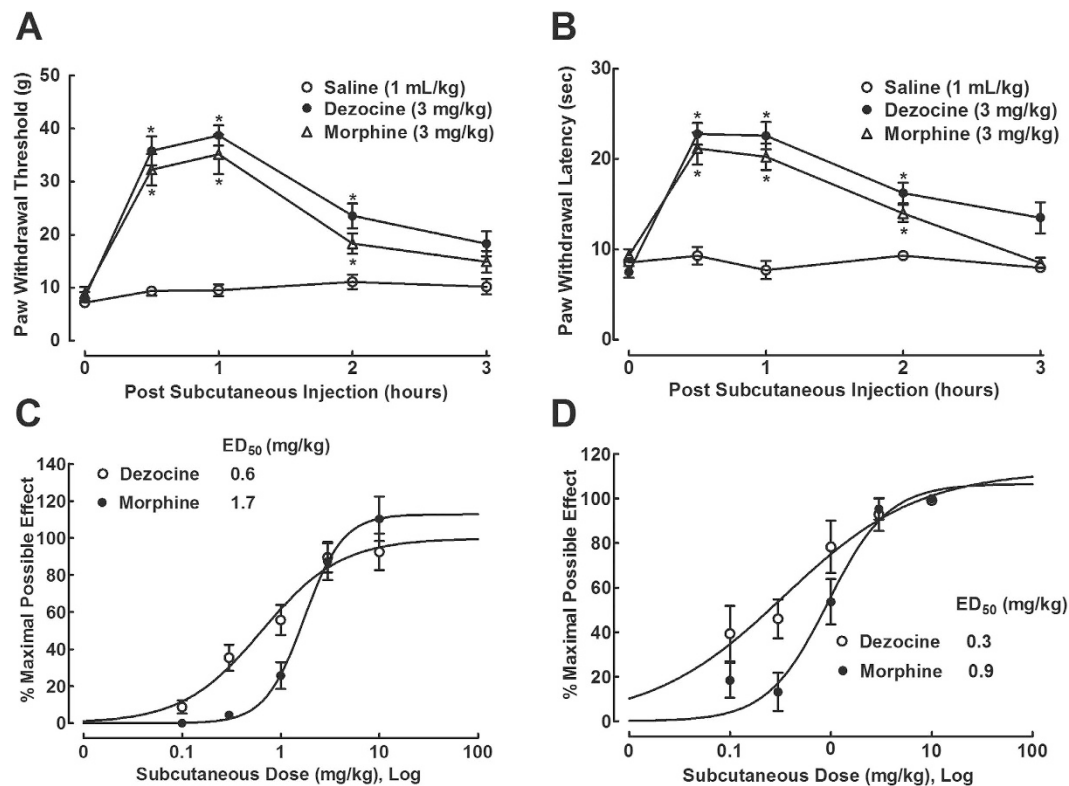 A
Paw Withdrawal Threshold (g)
50
40
30
20
10
0
Saline (1 mL/kg)
Dezocine (3 mg/kg)
Morphine (3 mg/kg)
*
*
*
*
*
*
0
1
2
3
Post Subcutaneous Injection (hours)
B
Paw Withdrawal Latency (sec)
30
20
10
0
Saline (1 mL/kg)
Dezocine (3 mg/kg)
Morphine (3 mg/kg)
*
*
*
*
*
*
0
1
2
3
Post Subcutaneous Injection (hours)
C
% Maximal Possible Effect
140
120
100
80
60
40
20
0
ED50 (mg/kg)
Dezocine 0.6
Morphine 1.7
0
0.1
1
10
100
Subcutaneous Dose (mg/kg), Log
D
% Maximal Possible Effect
120
100
80
60
40
20
0
ED50 (mg/kg)
Dezocine 0.3
Morphine 0.9
0
0.1
0
10
100
Subcutaneous Dose (mg/kg), Log